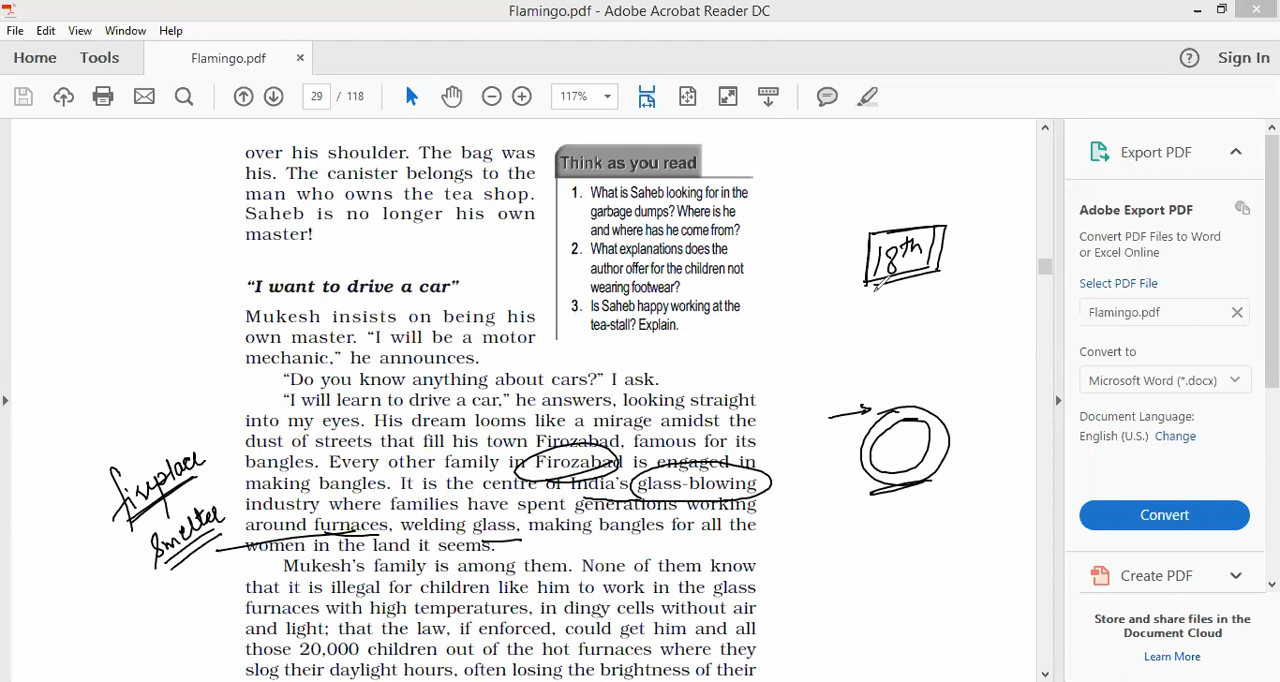 Flamingo.pdf - Adobe Acrobat Reader DC
File Edit View Window Help
Home Tools Flamingo.pdf × ? Sign In
29 / 118 117%
over his shoulder. The bag was
his. The canister belongs to the
man who owns the tea shop.
Saheb is no longer his own
master!
Think as you read
1. What is Saheb looking for in the
garbage dumps? Where is he
and where has he come from?
2. What explanations does the
author offer for the children not
wearing footwear?
3. Is Saheb happy working at the
tea-stall? Explain.
18th
"I want to drive a car"
Mukesh insists on being his
own master. "I will be a motor
mechanic," he announces.
"Do you know anything about cars?" I ask.
"I will learn to drive a car," he answers, looking straight
into my eyes. His dream looms like a mirage amidst the
dust of streets that fill his town Firozabad, famous for its
bangles. Every other family in Firozabad is engaged in
making bangles. It is the centre of India's glass-blowing
industry where families have spent generations working
around furnaces, welding glass, making bangles for all the
women in the land it seems.
fireplace
smelter
Mukesh's family is among them. None of them know
that it is illegal for children like him to work in the glass
furnaces with high temperatures, in dingy cells without air
and light; that the law, if enforced, could get him and all
those 20,000 children out of the hot furnaces where they
slog their daylight hours, often losing the brightness of their
Export PDF
Adobe Export PDF
Convert PDF Files to Word
or Excel Online
Select PDF File
Flamingo.pdf
Convert to
Microsoft Word (*.docx)
Document Language:
English (U.S.) Change
Convert
Create PDF
Store and share files in the
Document Cloud
Learn More